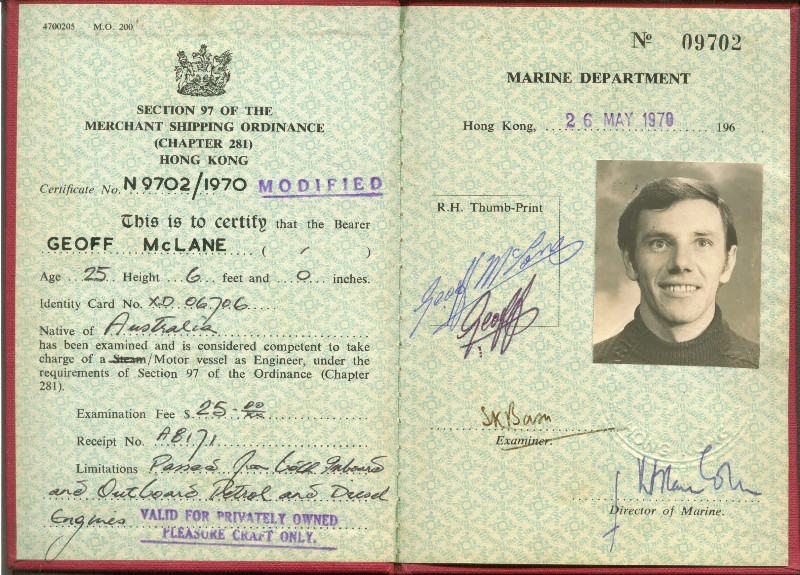 4700205 M.O. 200
SECTION 97 OF THE
MERCHANT SHIPPING ORDINANCE
(CHAPTER 281)
HONG KONG
Certificate No. N9702/1970 MODIFIED
This is to certify that the Bearer
GEOFF McLANE ( / )
Age 25 Height 6 feet and 0 inches.
Identity Card No. XD 06706
Native of Australia
has been examined and is considered competent to take
charge of a Steam/Motor vessel as Engineer, under the
requirements of Section 97 of the Ordinance (Chapter
281).
Examination Fee $ 25.00/xx
Receipt No. AB171
Limitations Passed for both Inboard
and Outboard Petrol and Diesel
Engines VALID FOR PRIVATELY OWNED
PLEASURE CRAFT ONLY.
No 09702
MARINE DEPARTMENT
Hong Kong, 26 MAY 1970 196
R.H. Thumb-Print
Geoff McLane
Geoff
Examiner.
Director of Marine.